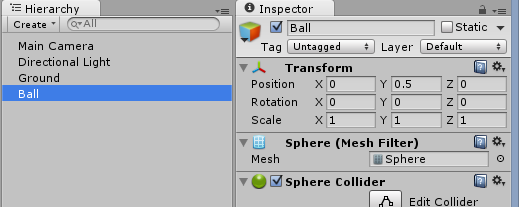 Hierarchy
Create
All
Main Camera
Directional Light
Ground
Ball
Inspector
Ball
Static
Tag Untagged Layer Default
Transform
Position X 0 Y 0.5 Z 0
Rotation X 0 Y 0 Z 0
Scale X 1 Y 1 Z 1
Sphere (Mesh Filter)
Mesh Sphere
Sphere Collider
Edit Collider